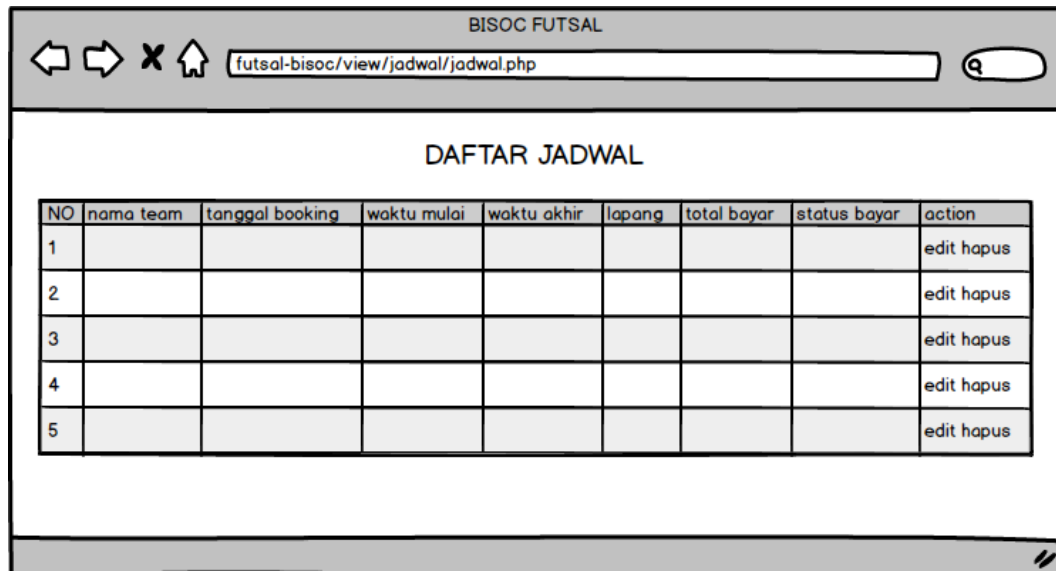 BISOC FUTSAL
futsal-bisoc/view/jadwal/jadwal.php
DAFTAR JADWAL
NO nama team tanggal booking waktu mulai waktu akhir lapang total bayar status bayar action
1 edit hapus
2 edit hapus
3 edit hapus
4 edit hapus
5 edit hapus